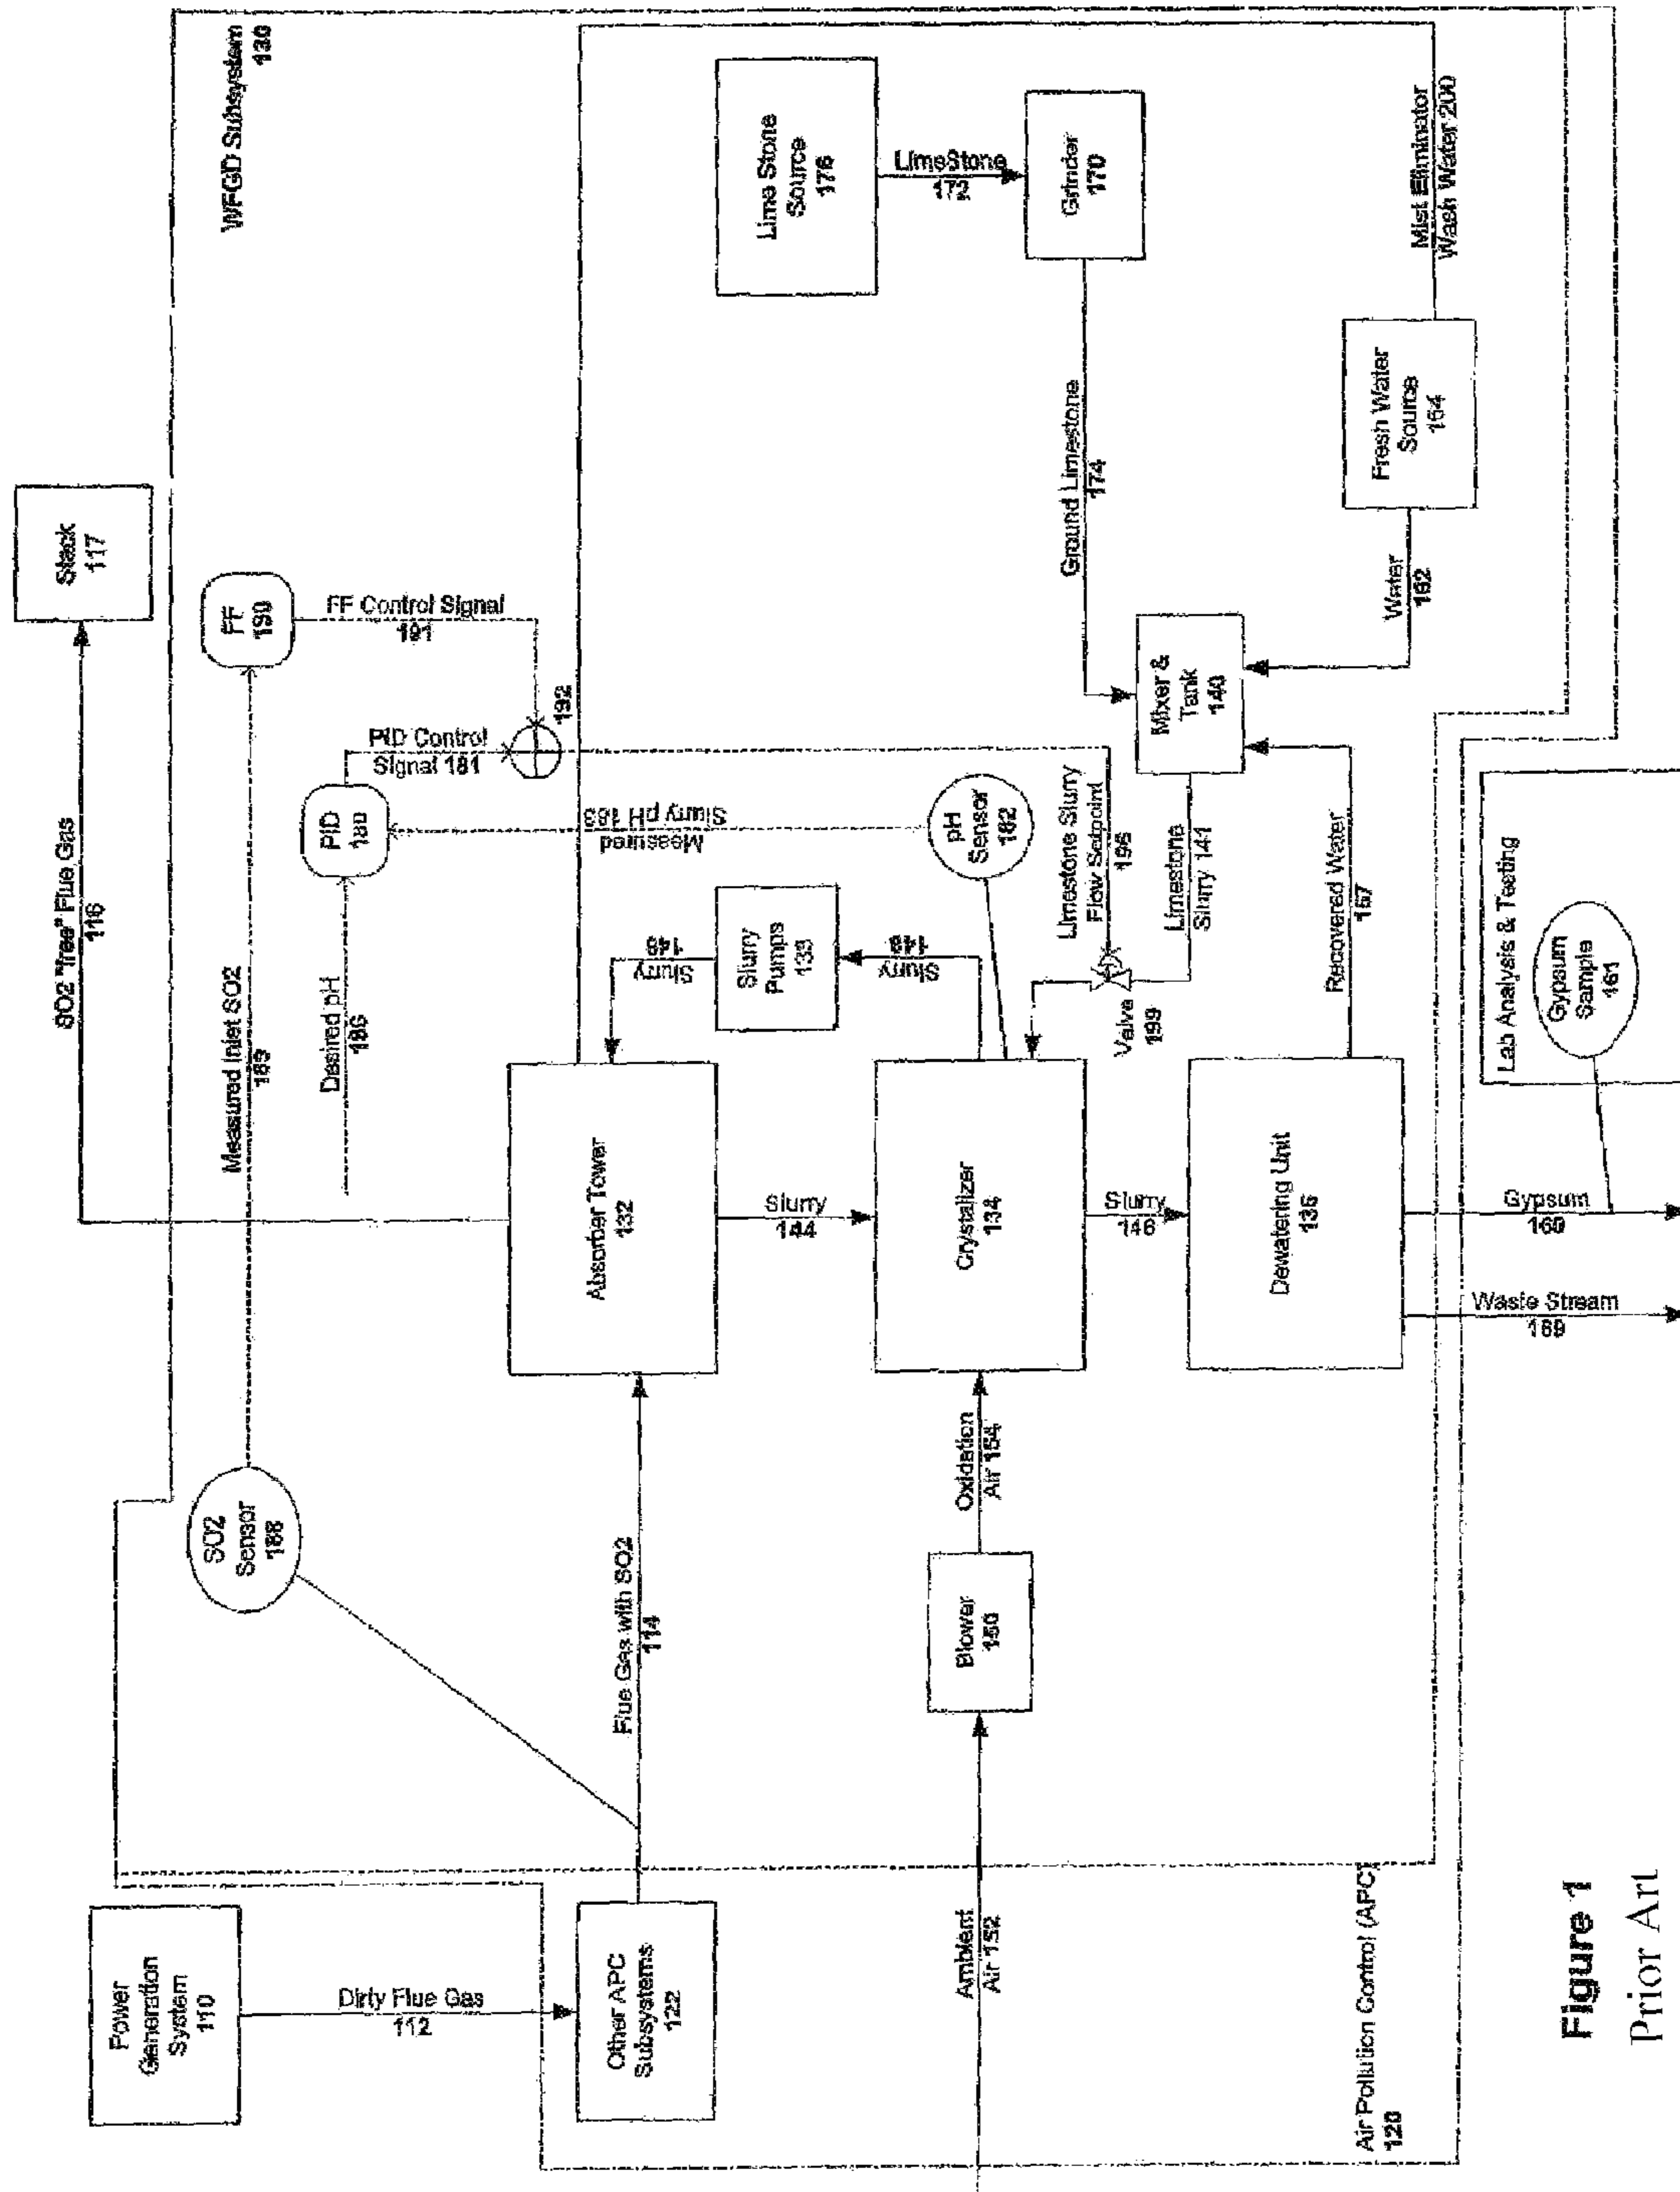 Power
Generation
System
110
Dirty Flue Gas
112
Other APC
Subsystems
122
Air Pollution Control (APC)
120
SO2
Sensor
188
Measured Inlet SO2
189
FF
190
FF Control Signal
191
Stack
117
SO2 "free" Flue Gas
116
WFGD Subsystem
130
Desired pH
186
PID
180
PID Control
Signal 181
192
Measured
Slurry pH 183
Flue Gas with SO2
114
Absorber Tower
132
Slurry
144
Slurry
148
Slurry
Pumps
133
Slurry
148
pH
Sensor
182
Ambient
Air 152
Blower
150
Oxidation
Air 154
Crystalizer
134
Slurry
146
Valve
199
Limestone Slurry
Flow Setpoint
196
Limestone
Slurry 141
Mixer &
Tank
140
Lime Stone
Source
176
LimeStone
172
Grinder
170
Ground Limestone
174
Fresh Water
Source
164
Water
162
Mist Eliminator
Wash Water 200
Dewatering Unit
136
Recovered Water
167
Waste Stream
169
Gypsum
160
Lab Analysis & Testing
Gypsum
Sample
161
Figure 1
Prior Art